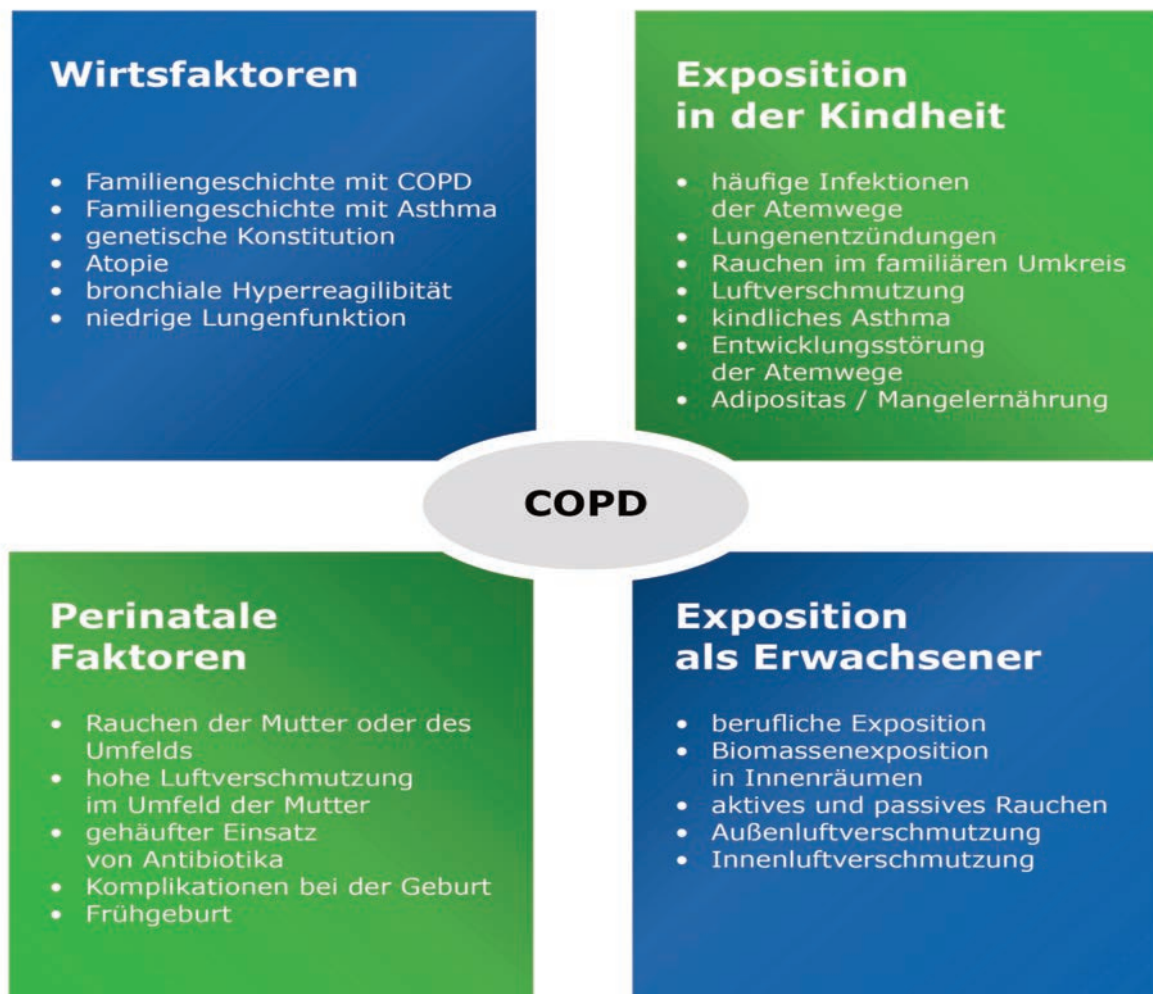 Wirtsfaktoren
• Familiengeschichte mit COPD
• Familiengeschichte mit Asthma
• genetische Konstitution
• Atopie
• bronchiale Hyperreagilibität
• niedrige Lungenfunktion
Exposition
in der Kindheit
• häufige Infektionen
der Atemwege
• Lungenentzündungen
• Rauchen im familiären Umkreis
• Luftverschmutzung
• kindliches Asthma
• Entwicklungsstörung
der Atemwege
• Adipositas / Mangelernährung
COPD
Perinatale
Faktoren
• Rauchen der Mutter oder des
Umfelds
• hohe Luftverschmutzung
im Umfeld der Mutter
• gehäufter Einsatz
von Antibiotika
• Komplikationen bei der Geburt
• Frühgeburt
Exposition
als Erwachsener
• berufliche Exposition
• Biomassenexposition
in Innenräumen
• aktives und passives Rauchen
• Außenluftverschmutzung
• Innenluftverschmutzung